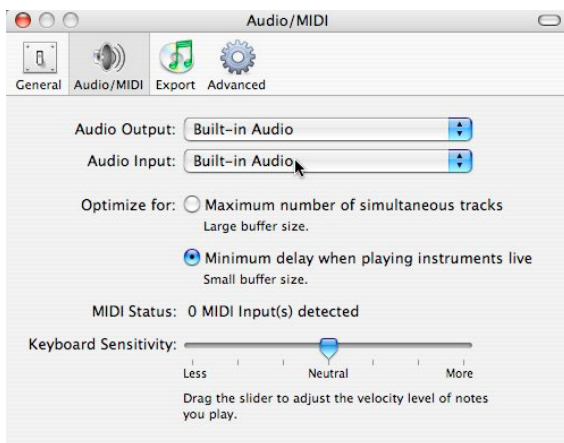 Audio/MIDI
General Audio/MIDI Export Advanced
Audio Output: Built-in Audio
Audio Input: Built-in Audio
Optimize for: Maximum number of simultaneous tracks
Large buffer size.
Minimum delay when playing instruments live
Small buffer size.
MIDI Status: 0 MIDI Input(s) detected
Keyboard Sensitivity:
Less Neutral More
Drag the slider to adjust the velocity level of notes
you play.